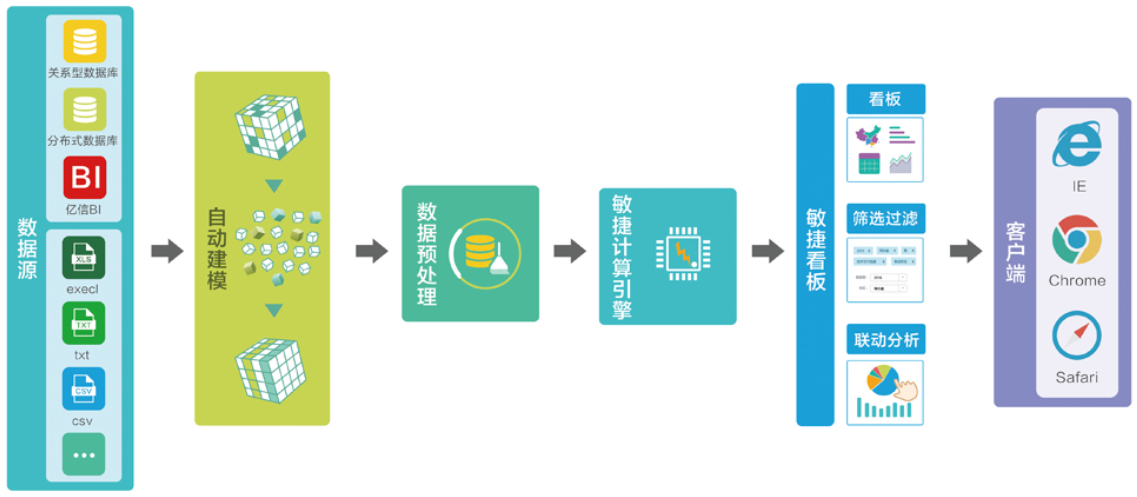 数据源
关系型数据库
分布式数据库
BI
亿信BI
XLS
execl
TXT
txt
CSV
csv
自动建模
数据预处理
敏捷计算引擎
敏捷看板
看板
筛选过滤
联动分析
客户端
IE
Chrome
Safari